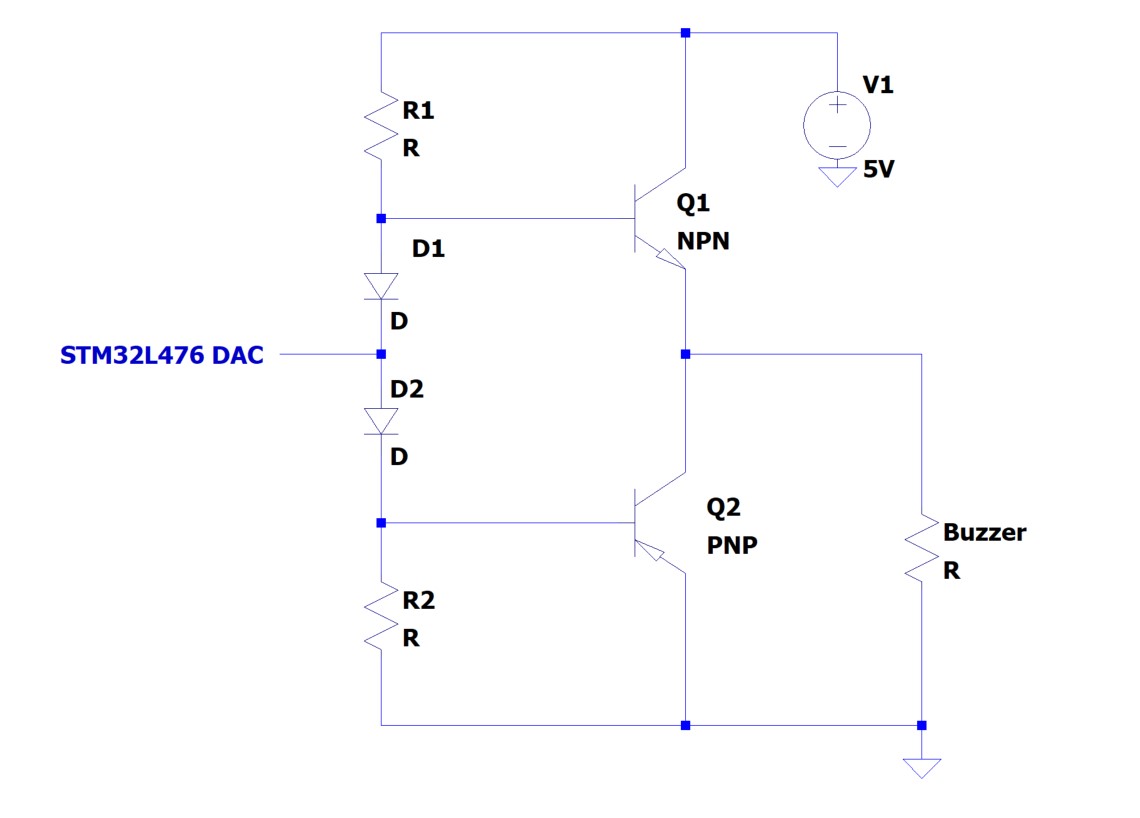 V1
5V
R1
R
Q1
NPN
D1
D
STM32L476 DAC
D2
D
Q2
PNP
Buzzer
R
R2
R